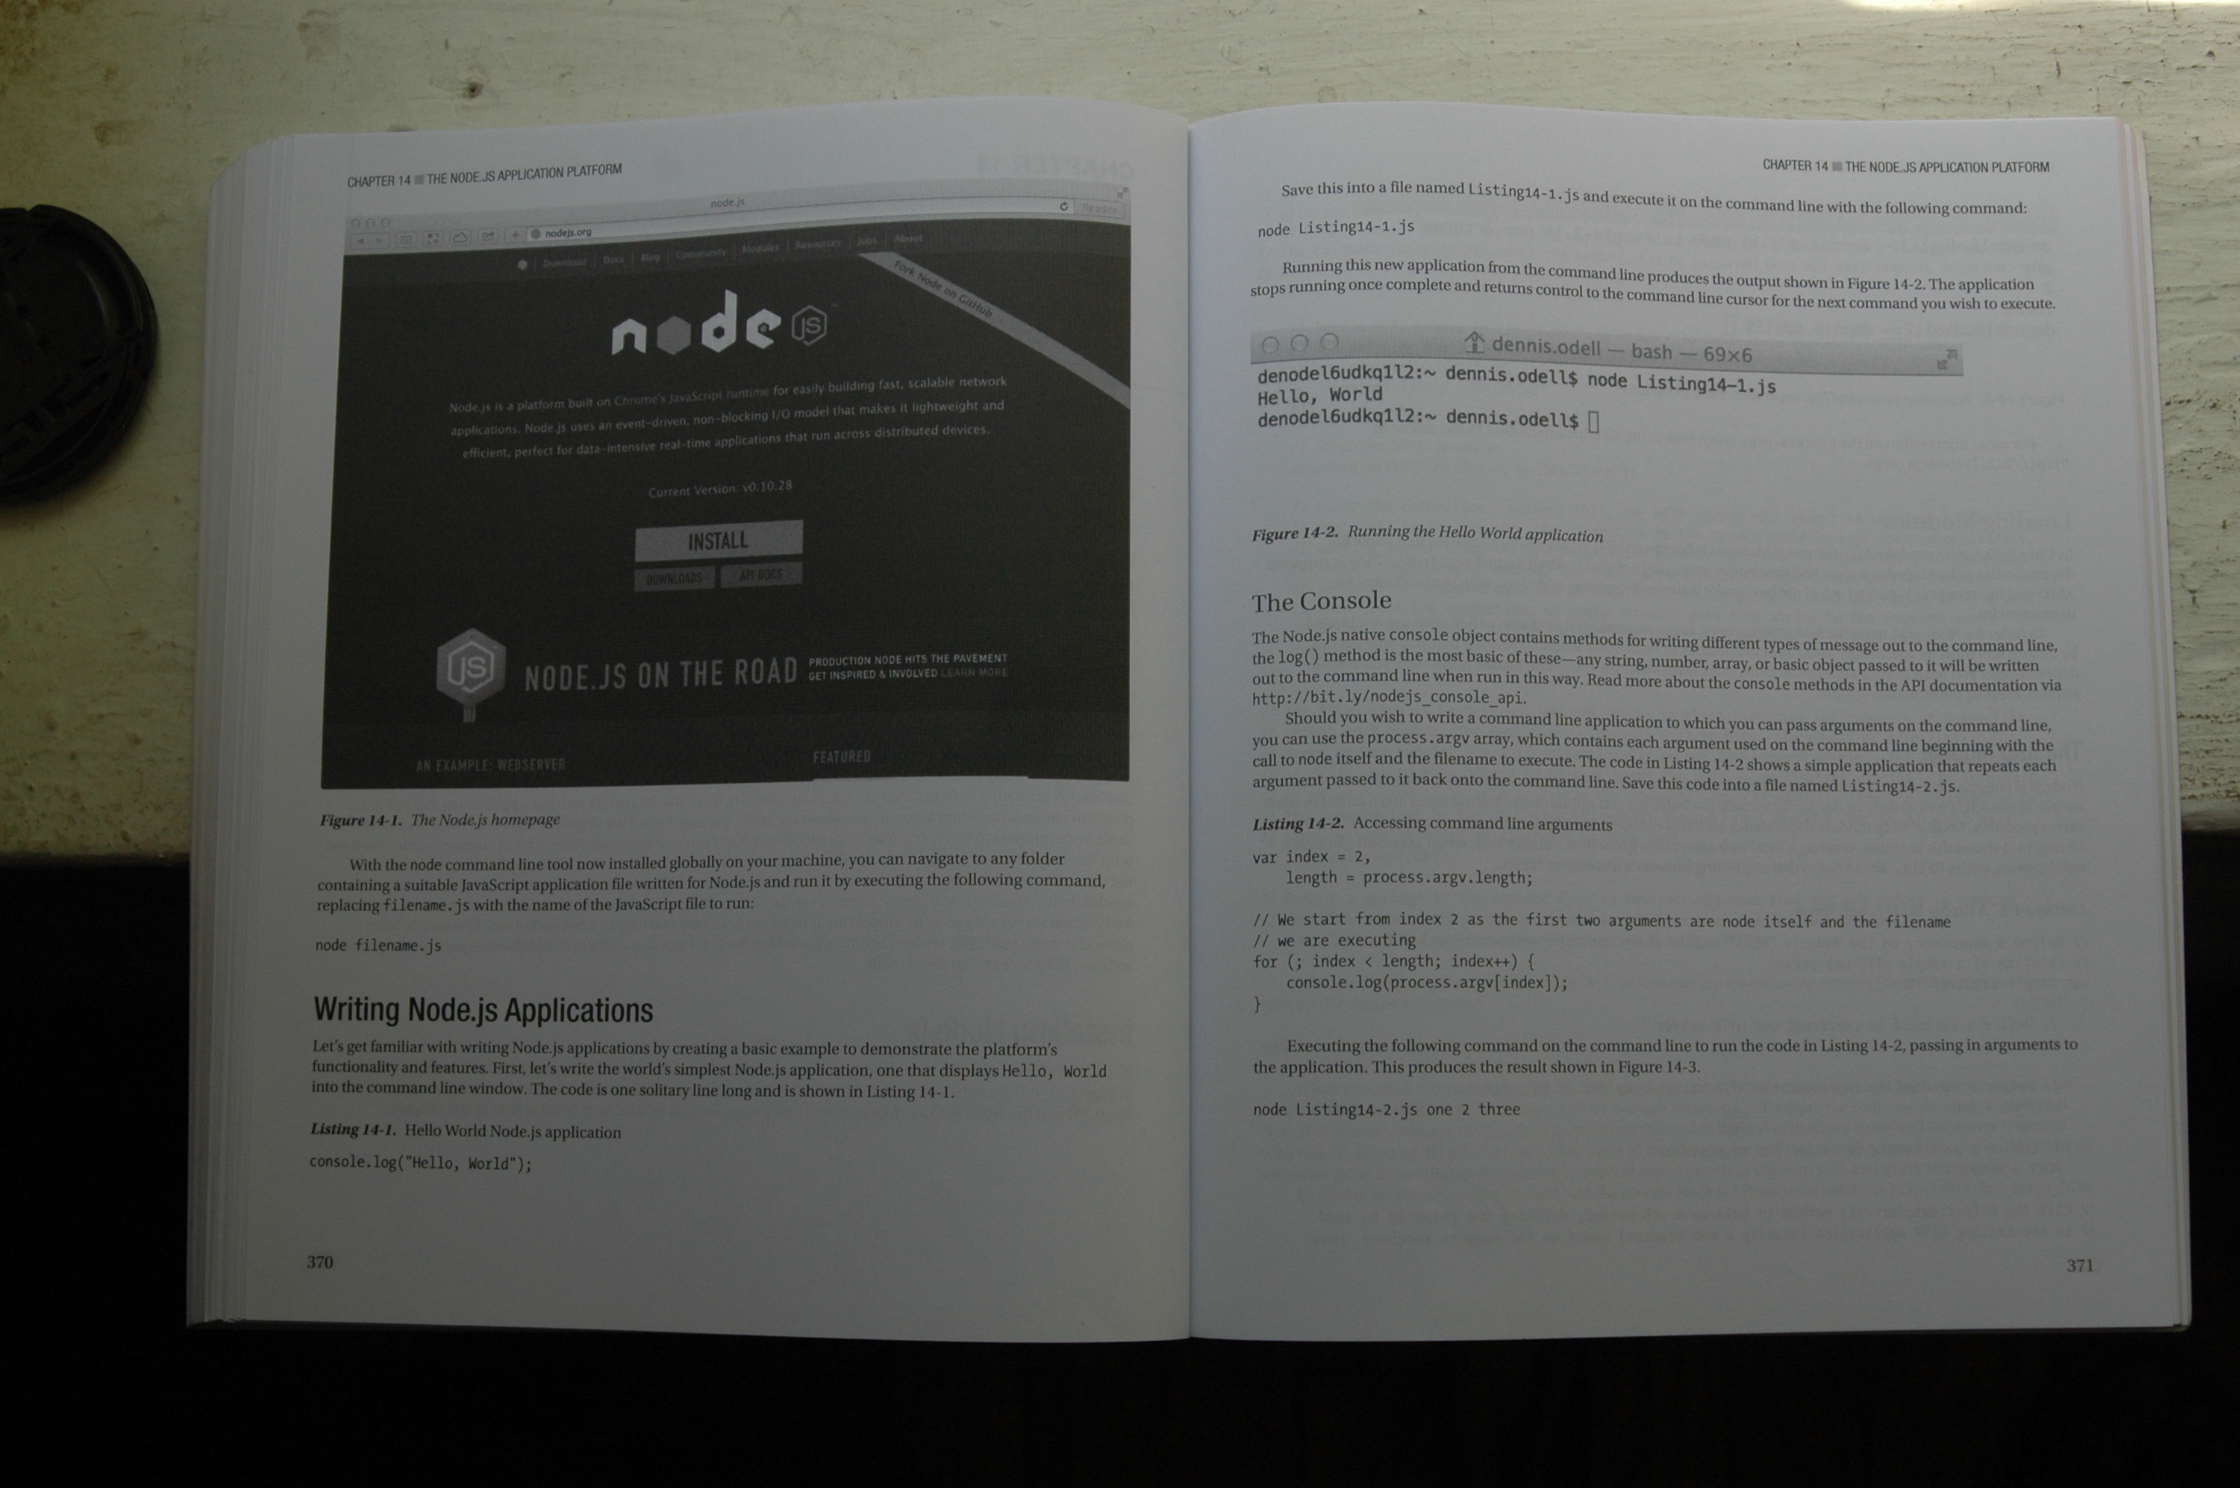 CHAPTER 14 ■ THE NODE.JS APPLICATION PLATFORM
node.js
Reader
nodejs.org
Download
Docs
Blog
Community
Modules
Resources
Jobs
About
Fork Node on GitHub
node JS ™
Node.js is a platform built on Chrome's JavaScript runtime for easily building fast, scalable network
applications. Node.js uses an event-driven, non-blocking I/O model that makes it lightweight and
efficient, perfect for data-intensive real-time applications that run across distributed devices.
Current Version: v0.10.28
INSTALL
DOWNLOADS
API DOCS
JS
NODE.JS ON THE ROAD
PRODUCTION NODE HITS THE PAVEMENT
GET INSPIRED & INVOLVED LEARN MORE
AN EXAMPLE: WEBSERVER
FEATURED
Figure 14-1. The Node.js homepage
With the node command line tool now installed globally on your machine, you can navigate to any folder
containing a suitable JavaScript application file written for Node.js and run it by executing the following command,
replacing filename.js with the name of the JavaScript file to run:
node filename.js
Writing Node.js Applications
Let's get familiar with writing Node.js applications by creating a basic example to demonstrate the platform's
functionality and features. First, let's write the world's simplest Node.js application, one that displays Hello, World
into the command line window. The code is one solitary line long and is shown in Listing 14-1.
Listing 14-1. Hello World Node.js application
console.log("Hello, World");
370
CHAPTER 14 ■ THE NODE.JS APPLICATION PLATFORM
Save this into a file named Listing14-1.js and execute it on the command line with the following command:
node Listing14-1.js
Running this new application from the command line produces the output shown in Figure 14-2. The application
stops running once complete and returns control to the command line cursor for the next command you wish to execute.
dennis.odell — bash — 69×6
denodel6udkq1l2:~ dennis.odell$ node Listing14-1.js
Hello, World
denodel6udkq1l2:~ dennis.odell$
Figure 14-2. Running the Hello World application
The Console
The Node.js native console object contains methods for writing different types of message out to the command line,
the log() method is the most basic of these—any string, number, array, or basic object passed to it will be written
out to the command line when run in this way. Read more about the console methods in the API documentation via
http://bit.ly/nodejs_console_api.
Should you wish to write a command line application to which you can pass arguments on the command line,
you can use the process.argv array, which contains each argument used on the command line beginning with the
call to node itself and the filename to execute. The code in Listing 14-2 shows a simple application that repeats each
argument passed to it back onto the command line. Save this code into a file named Listing14-2.js.
Listing 14-2. Accessing command line arguments
var index = 2,
length = process.argv.length;
// We start from index 2 as the first two arguments are node itself and the filename
// we are executing
for (; index < length; index++) {
console.log(process.argv[index]);
}
Executing the following command on the command line to run the code in Listing 14-2, passing in arguments to
the application. This produces the result shown in Figure 14-3.
node Listing14-2.js one 2 three
371